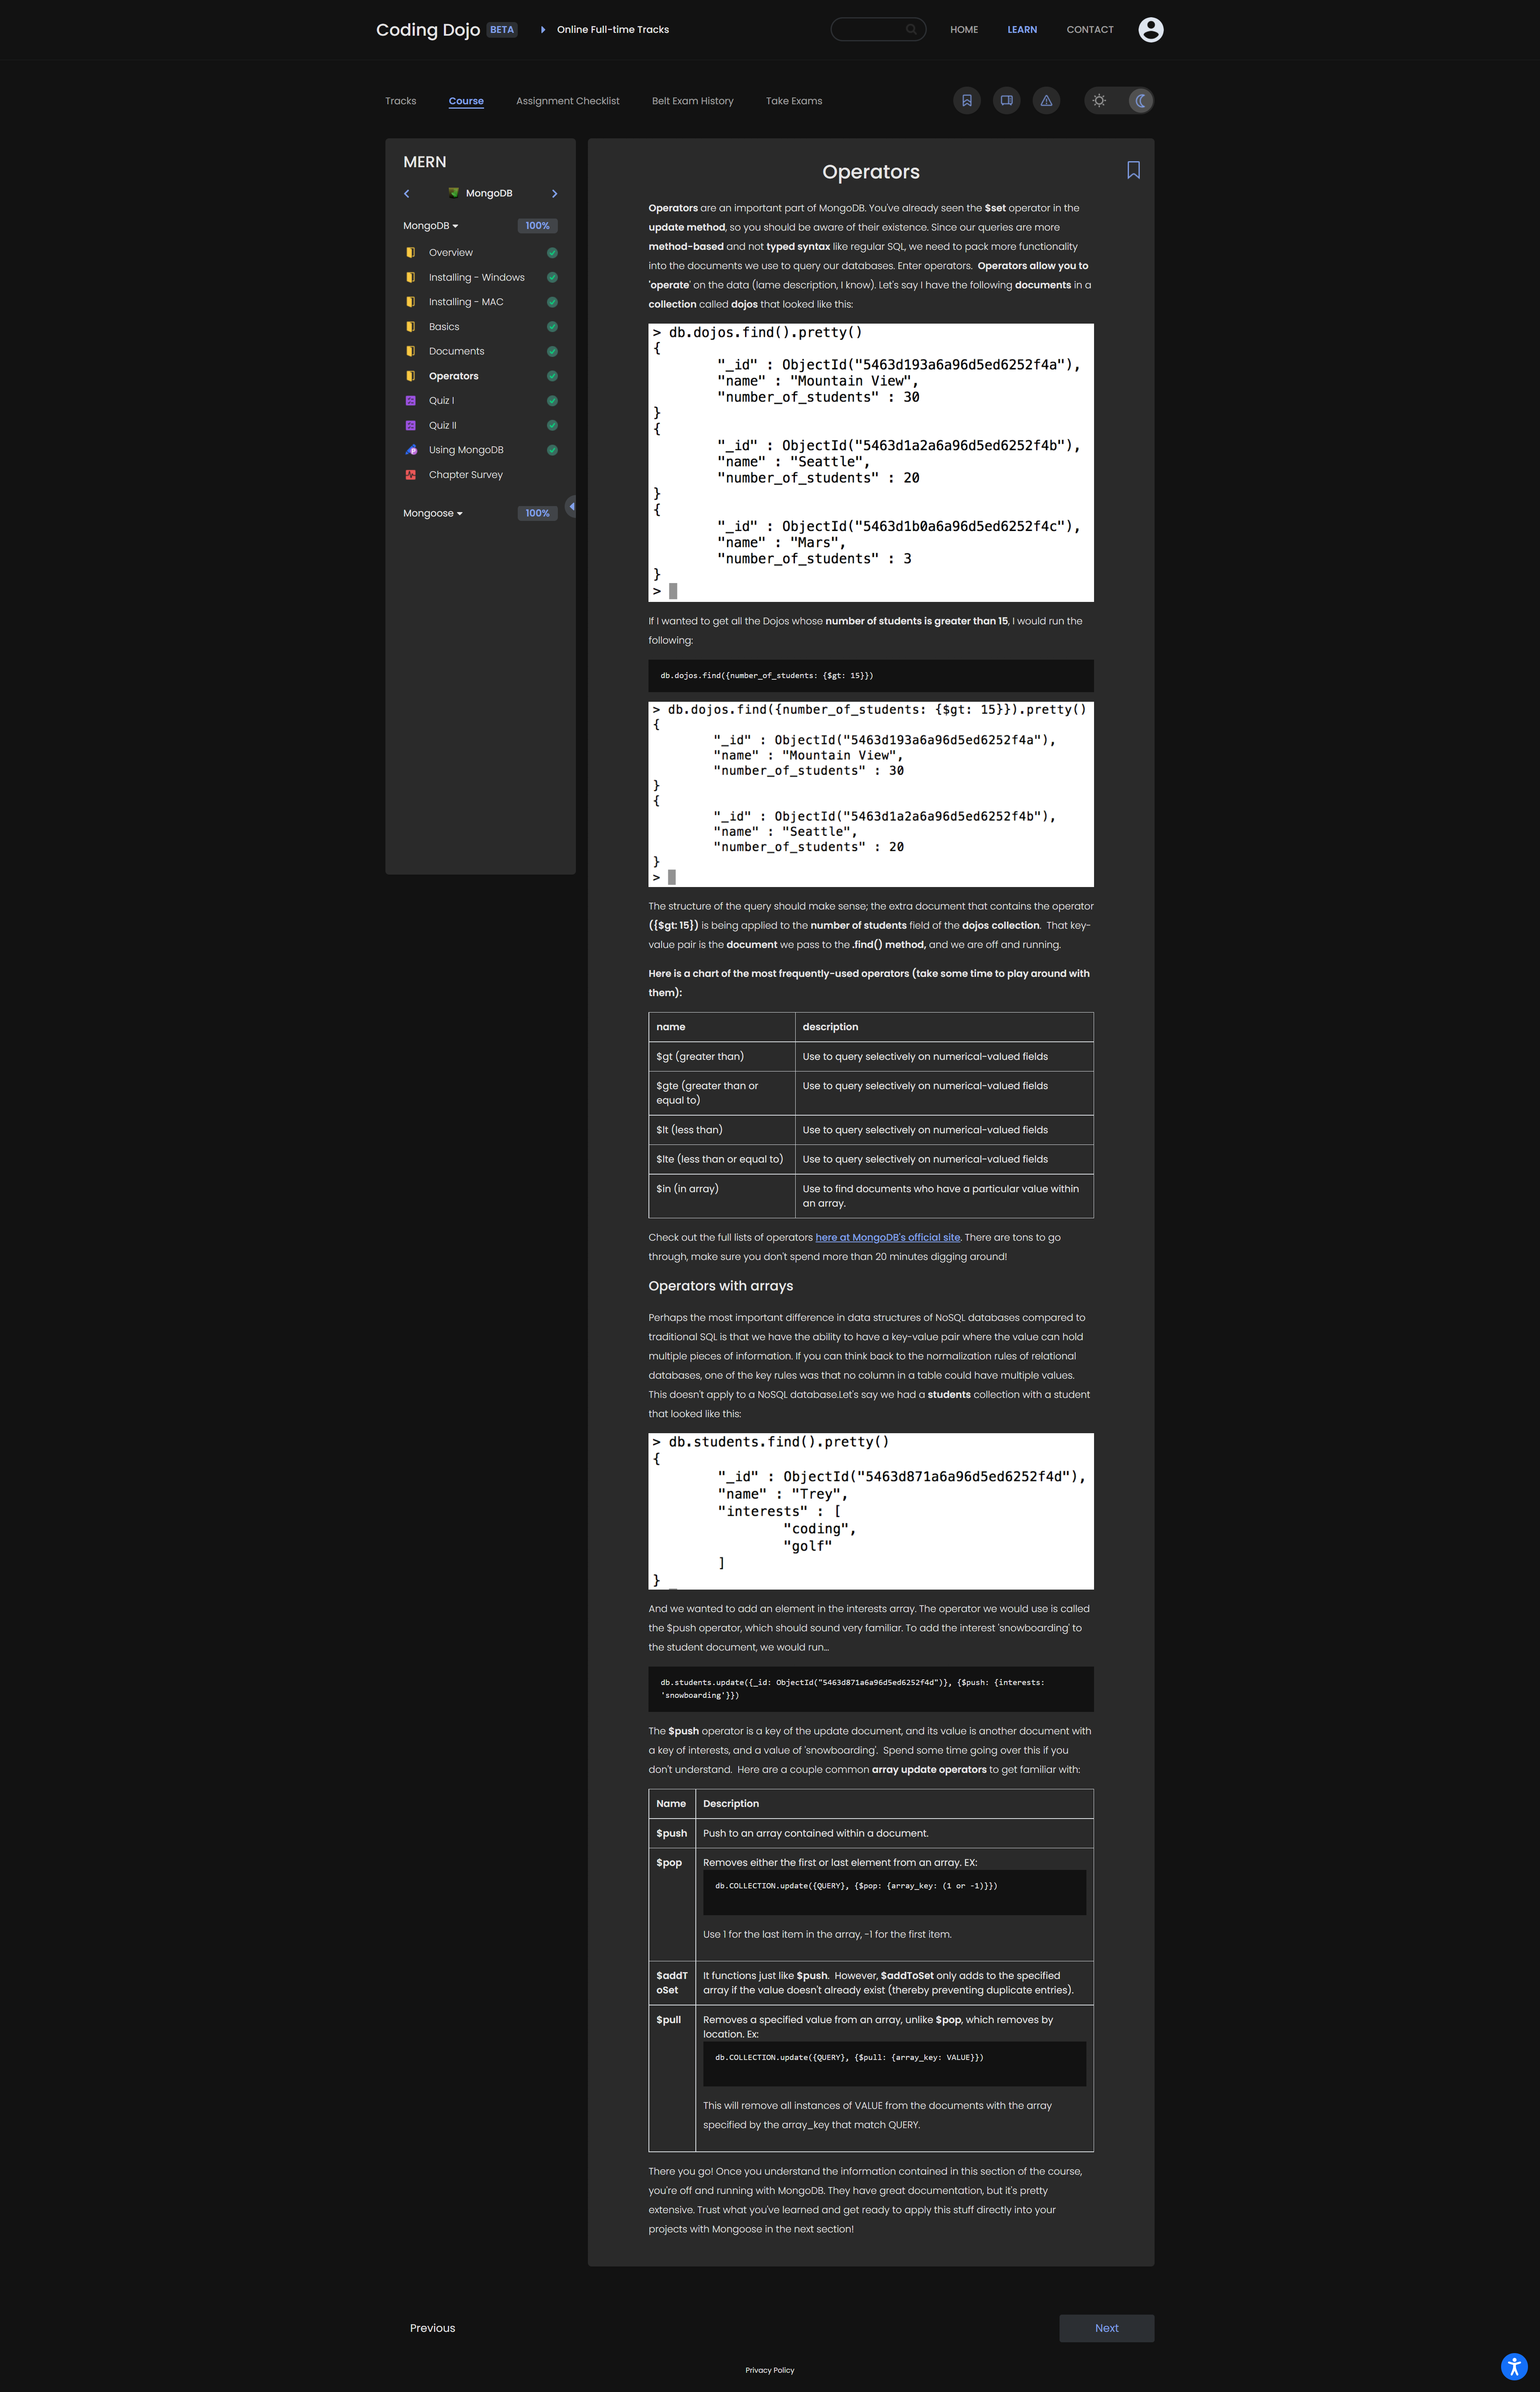 Coding Dojo BETA Online Full-time Tracks HOME LEARN CONTACT
Tracks Course Assignment Checklist Belt Exam History Take Exams
MERN
MongoDB
MongoDB 100%
Overview
Installing - Windows
Installing - MAC
Basics
Documents
Operators
Quiz I
Quiz II
Using MongoDB
Chapter Survey
Mongoose 100%
Operators
Operators are an important part of MongoDB. You've already seen the $set operator in the
update method, so you should be aware of their existence. Since our queries are more
method-based and not typed syntax like regular SQL, we need to pack more functionality
into the documents we use to query our databases. Enter operators. Operators allow you to
'operate' on the data (lame description, I know). Let's say I have the following documents in a
collection called dojos that looked like this:
> db.dojos.find().pretty()
{
"_id" : ObjectId("5463d193a6a96d5ed6252f4a"),
"name" : "Mountain View",
"number_of_students" : 30
}
{
"_id" : ObjectId("5463d1a2a6a96d5ed6252f4b"),
"name" : "Seattle",
"number_of_students" : 20
}
{
"_id" : ObjectId("5463d1b0a6a96d5ed6252f4c"),
"name" : "Mars",
"number_of_students" : 3
}
>
If I wanted to get all the Dojos whose number of students is greater than 15, I would run the
following:
db.dojos.find({number_of_students: {$gt: 15}})
> db.dojos.find({number_of_students: {$gt: 15}}).pretty()
{
"_id" : ObjectId("5463d193a6a96d5ed6252f4a"),
"name" : "Mountain View",
"number_of_students" : 30
}
{
"_id" : ObjectId("5463d1a2a6a96d5ed6252f4b"),
"name" : "Seattle",
"number_of_students" : 20
}
>
The structure of the query should make sense; the extra document that contains the operator
({$gt: 15}) is being applied to the number of students field of the dojos collection. That key-
value pair is the document we pass to the .find() method, and we are off and running.
Here is a chart of the most frequently-used operators (take some time to play around with
them):
name description
$gt (greater than) Use to query selectively on numerical-valued fields
$gte (greater than or Use to query selectively on numerical-valued fields
equal to)
$lt (less than) Use to query selectively on numerical-valued fields
$lte (less than or equal to) Use to query selectively on numerical-valued fields
$in (in array) Use to find documents who have a particular value within
an array.
Check out the full lists of operators here at MongoDB's official site. There are tons to go
through, make sure you don't spend more than 20 minutes digging around!
Operators with arrays
Perhaps the most important difference in data structures of NoSQL databases compared to
traditional SQL is that we have the ability to have a key-value pair where the value can hold
multiple pieces of information. If you can think back to the normalization rules of relational
databases, one of the key rules was that no column in a table could have multiple values.
This doesn't apply to a NoSQL database.Let's say we had a students collection with a student
that looked like this:
> db.students.find().pretty()
{
"_id" : ObjectId("5463d871a6a96d5ed6252f4d"),
"name" : "Trey",
"interests" : [
"coding",
"golf"
]
}
And we wanted to add an element in the interests array. The operator we would use is called
the $push operator, which should sound very familiar. To add the interest 'snowboarding' to
the student document, we would run...
db.students.update({_id: ObjectId("5463d871a6a96d5ed6252f4d")}, {$push: {interests:
'snowboarding'}})
The $push operator is a key of the update document, and its value is another document with
a key of interests, and a value of 'snowboarding'. Spend some time going over this if you
don't understand. Here are a couple common array update operators to get familiar with:
Name Description
$push Push to an array contained within a document.
$pop Removes either the first or last element from an array. EX:
db.COLLECTION.update({QUERY}, {$pop: {array_key: (1 or -1)}})
Use 1 for the last item in the array, -1 for the first item.
$addT It functions just like $push. However, $addToSet only adds to the specified
oSet array if the value doesn't already exist (thereby preventing duplicate entries).
$pull Removes a specified value from an array, unlike $pop, which removes by
location. Ex:
db.COLLECTION.update({QUERY}, {$pull: {array_key: VALUE}})
This will remove all instances of VALUE from the documents with the array
specified by the array_key that match QUERY.
There you go! Once you understand the information contained in this section of the course,
you're off and running with MongoDB. They have great documentation, but it's pretty
extensive. Trust what you've learned and get ready to apply this stuff directly into your
projects with Mongoose in the next section!
Previous Next
Privacy Policy